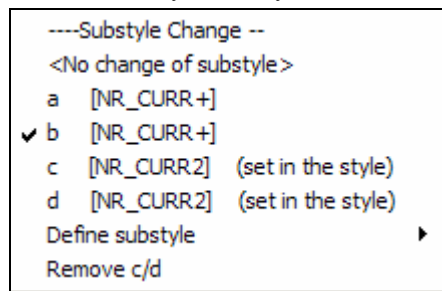 ----Substyle Change --
<No change of substyle>
a [NR_CURR+]
✔ b [NR_CURR+]
c [NR_CURR2] (set in the style)
d [NR_CURR2] (set in the style)
Define substyle
Remove c/d